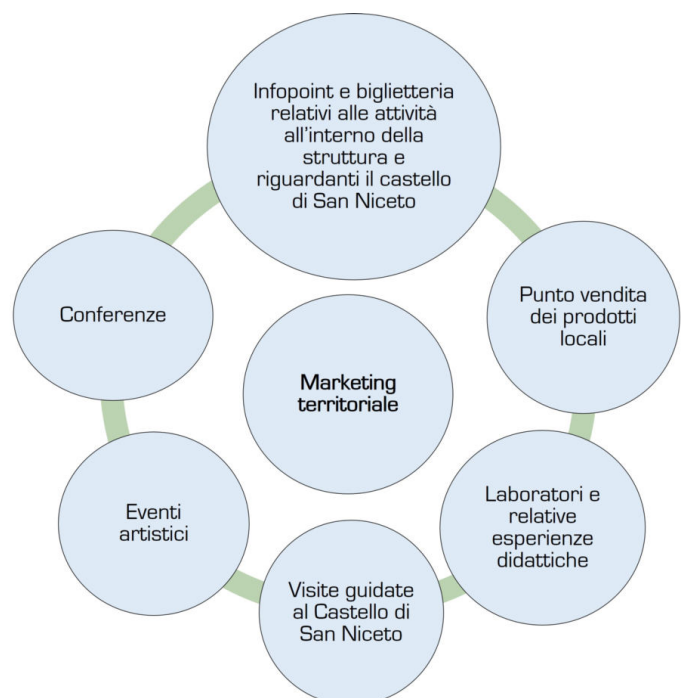 Infopoint e biglietteria
relativi alle attività
all'interno della
struttura e
riguardanti il castello
di San Niceto
Conferenze
Punto vendita
dei prodotti
locali
Marketing
territoriale
Eventi
artistici
Laboratori e
relative
esperienze
didattiche
Visite guidate
al Castello di
San Niceto